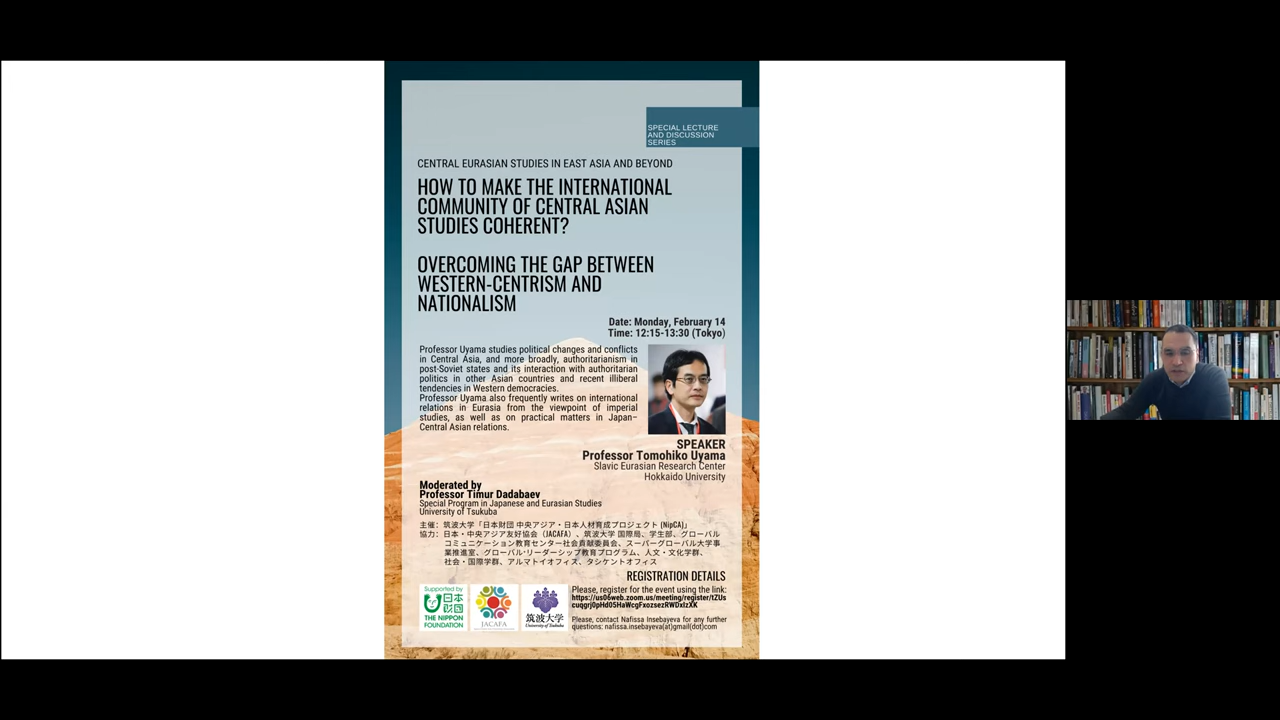 SPECIAL LECTURE
AND DISCUSSION
SERIES
CENTRAL EURASIAN STUDIES IN EAST ASIA AND BEYOND
HOW TO MAKE THE INTERNATIONAL
COMMUNITY OF CENTRAL ASIAN
STUDIES COHERENT?
OVERCOMING THE GAP BETWEEN
WESTERN-CENTRISM AND
NATIONALISM
Date: Monday, February 14
Time: 12:15-13:30 (Tokyo)
Professor Uyama studies political changes and conflicts
in Central Asia, and more broadly, authoritarianism in
post-Soviet states and its interaction with authoritarian
politics in other Asian countries and recent illiberal
tendencies in Western democracies.
Professor Uyama also frequently writes on international
relations in Eurasia from the viewpoint of imperial
studies, as well as on practical matters in Japan–
Central Asian relations.
SPEAKER
Professor Tomohiko Uyama
Slavic Eurasian Research Center
Hokkaido University
Moderated by
Professor Timur Dadabaev
Special Program in Japanese and Eurasian Studies
University of Tsukuba
主催：筑波大学「日本財団 中央アジア・日本人材育成プロジェクト (NipCA)」
協力：日本・中央アジア友好協会（JACAFA）、筑波大学 国際局、学生部、グローバル
コミュニケーション教育センター社会貢献委員会、スーパーグローバル大学事
業推進室、グローバル・リーダーシップ教育プログラム、人文・文化学群、
社会・国際学群、アルマトイオフィス、タシケントオフィス
REGISTRATION DETAILS
Please, register for the event using the link:
https://us06web.zoom.us/meeting/register/tZUs
Please, contact Nafissa Insebayeva for any further
questions: nafissa.insebayeva(at)gmail(dot)com
Supported by
日本
財団
THE NIPPON
FOUNDATION
JACAFA
筑波大学
University of Tsukuba